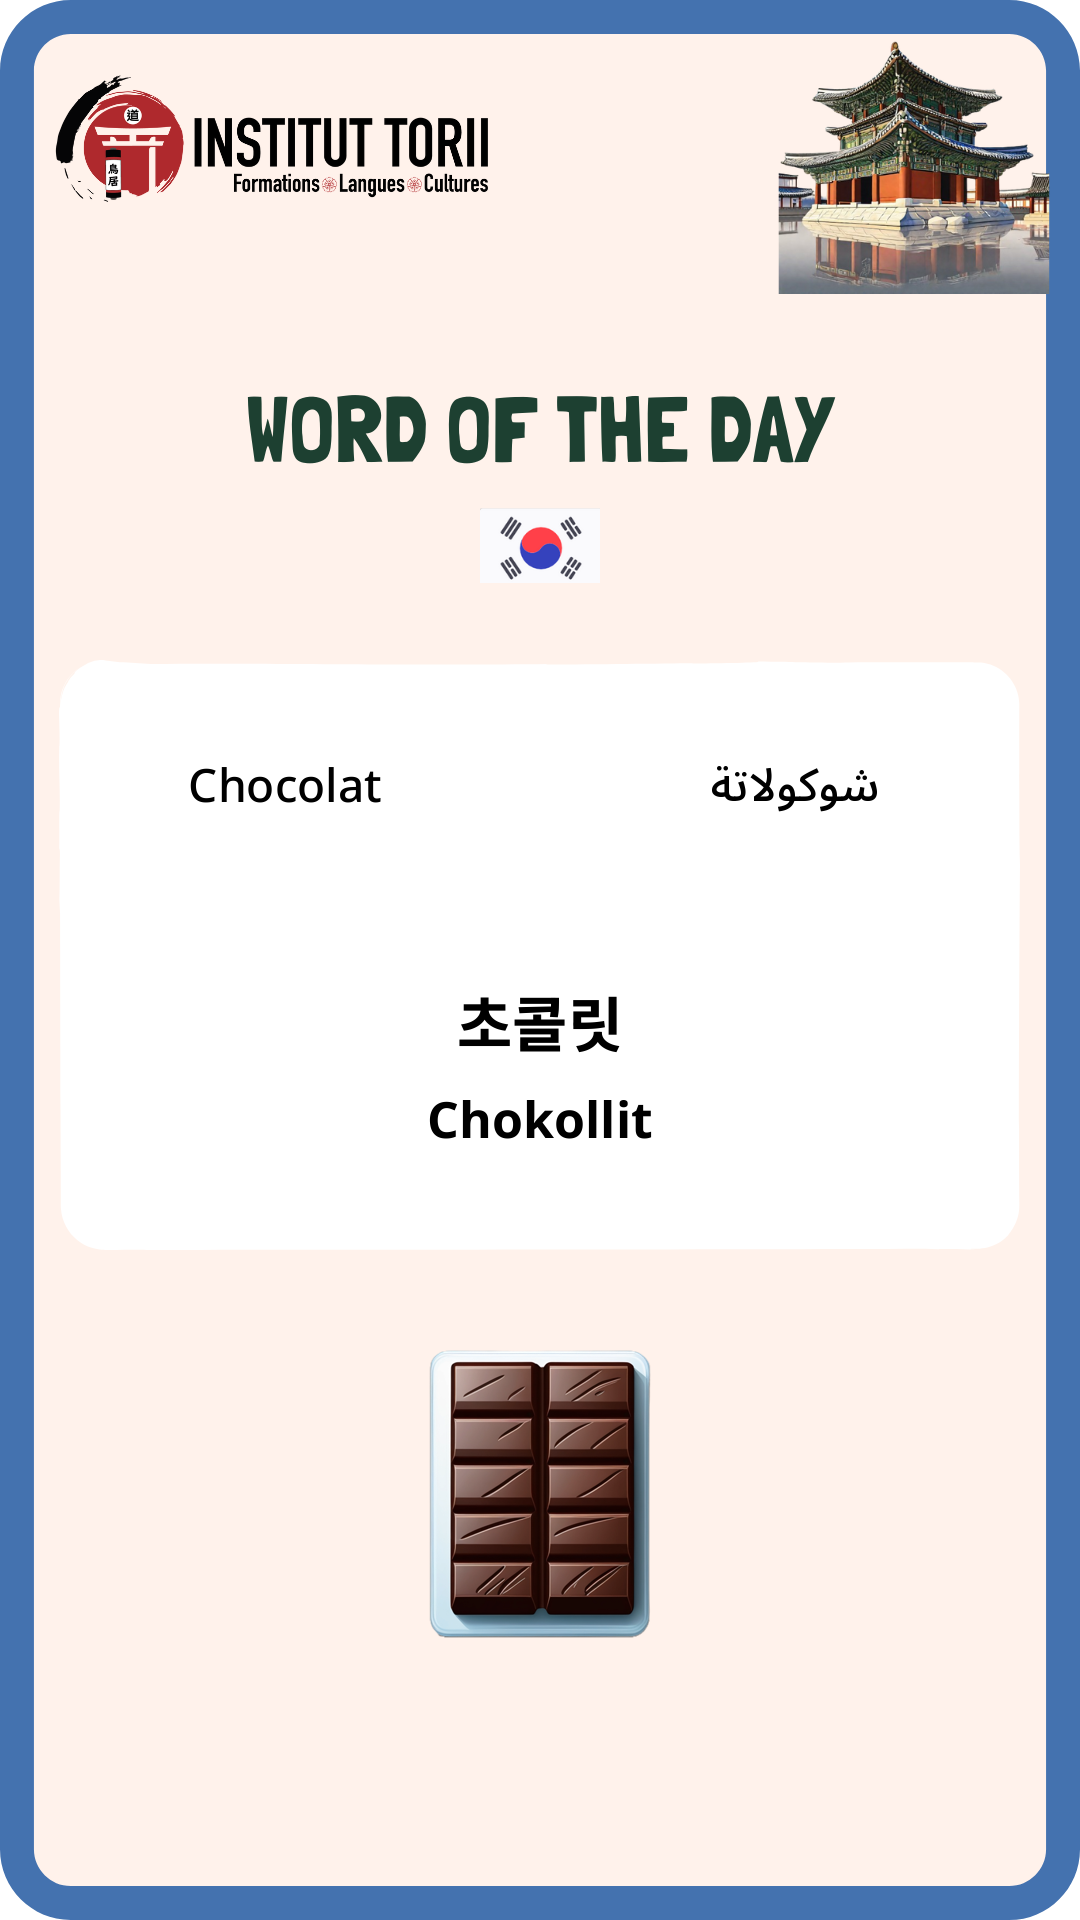 道
鳥居
INSTITUT TORII
Formations Langues Cultures
WORD OF THE DAY
Chocolat
شوكولاتة
초콜릿
Chokollit